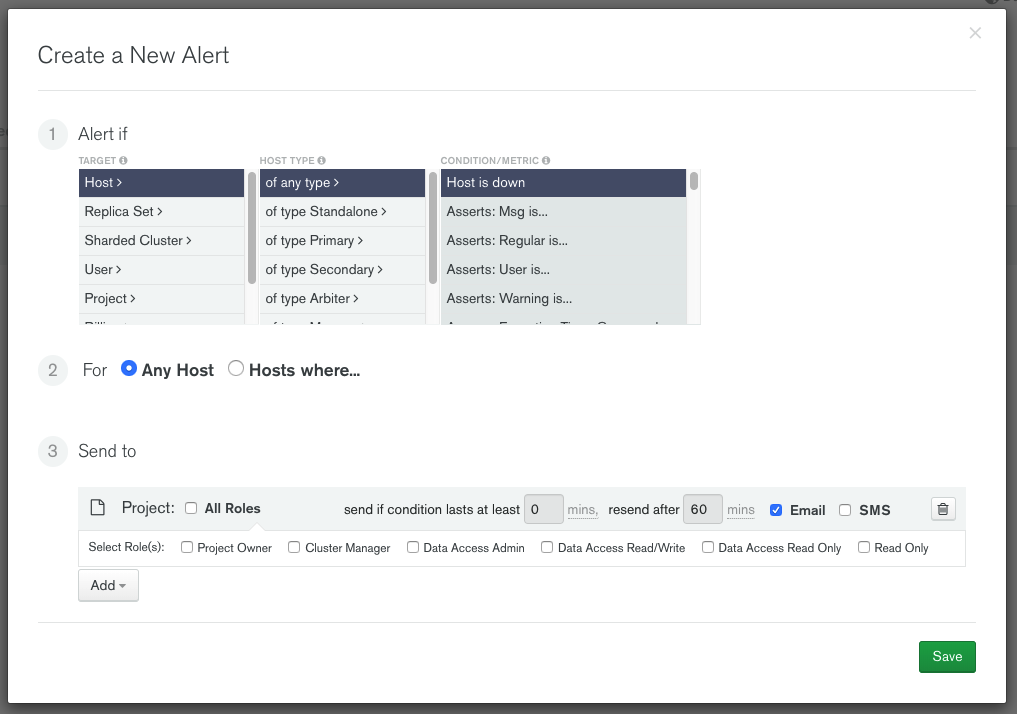 Create a New Alert
×
1 Alert if
TARGET HOST TYPE CONDITION/METRIC
Host > of any type > Host is down
Replica Set > of type Standalone > Asserts: Msg is...
Sharded Cluster > of type Primary > Asserts: Regular is...
User > of type Secondary > Asserts: User is...
Project > of type Arbiter > Asserts: Warning is...
2 For Any Host Hosts where...
3 Send to
Project: All Roles send if condition lasts at least 0 mins, resend after 60 mins Email SMS
Select Role(s): Project Owner Cluster Manager Data Access Admin Data Access Read/Write Data Access Read Only Read Only
Add
Save